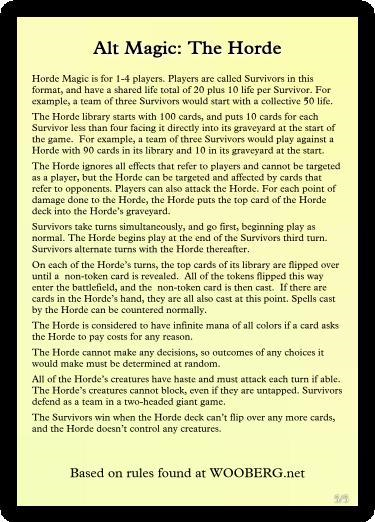 Alt Magic: The Horde
Horde Magic is for 1-4 players. Players are called Survivors in this
format, and have a shared life total of 20 plus 10 life per Survivor. For
example, a team of three Survivors would start with a collective 50 life.
The Horde library starts with 100 cards, and puts 10 cards for each
Survivor less than four facing it directly into its graveyard at the start of
the game. For example, a team of three Survivors would play against a
Horde with 90 cards in its library and 10 in its graveyard at the start.
The Horde ignores all effects that refer to players and cannot be targeted
as a player, but the Horde can be targeted and affected by cards that
refer to opponents. Players can also attack the Horde. For each point of
damage done to the Horde, the Horde puts the top card of the Horde
deck into the Horde's graveyard.
Survivors take turns simultaneously, and go first, beginning play as
normal. The Horde begins play at the end of the Survivors third turn.
Survivors alternate turns with the Horde thereafter.
On each of the Horde's turns, the top cards of its library are flipped over
until a non-token card is revealed. All of the tokens flipped this way
enter the battlefield, and the non-token card is then cast. If there are
cards in the Horde's hand, they are all also cast at this point. Spells cast
by the Horde can be countered normally.
The Horde is considered to have infinite mana of all colors if a card asks
the Horde to pay costs for any reason.
The Horde cannot make any decisions, so outcomes of any choices it
would make must be determined at random.
All of the Horde's creatures have haste and must attack each turn if able.
The Horde's creatures cannot block, even if they are untapped. Survivors
defend as a team in a two-headed giant game.
The Survivors win when the Horde deck can't flip over any more cards,
and the Horde doesn't control any creatures.
Based on rules found at WOOBERG.net
5/5